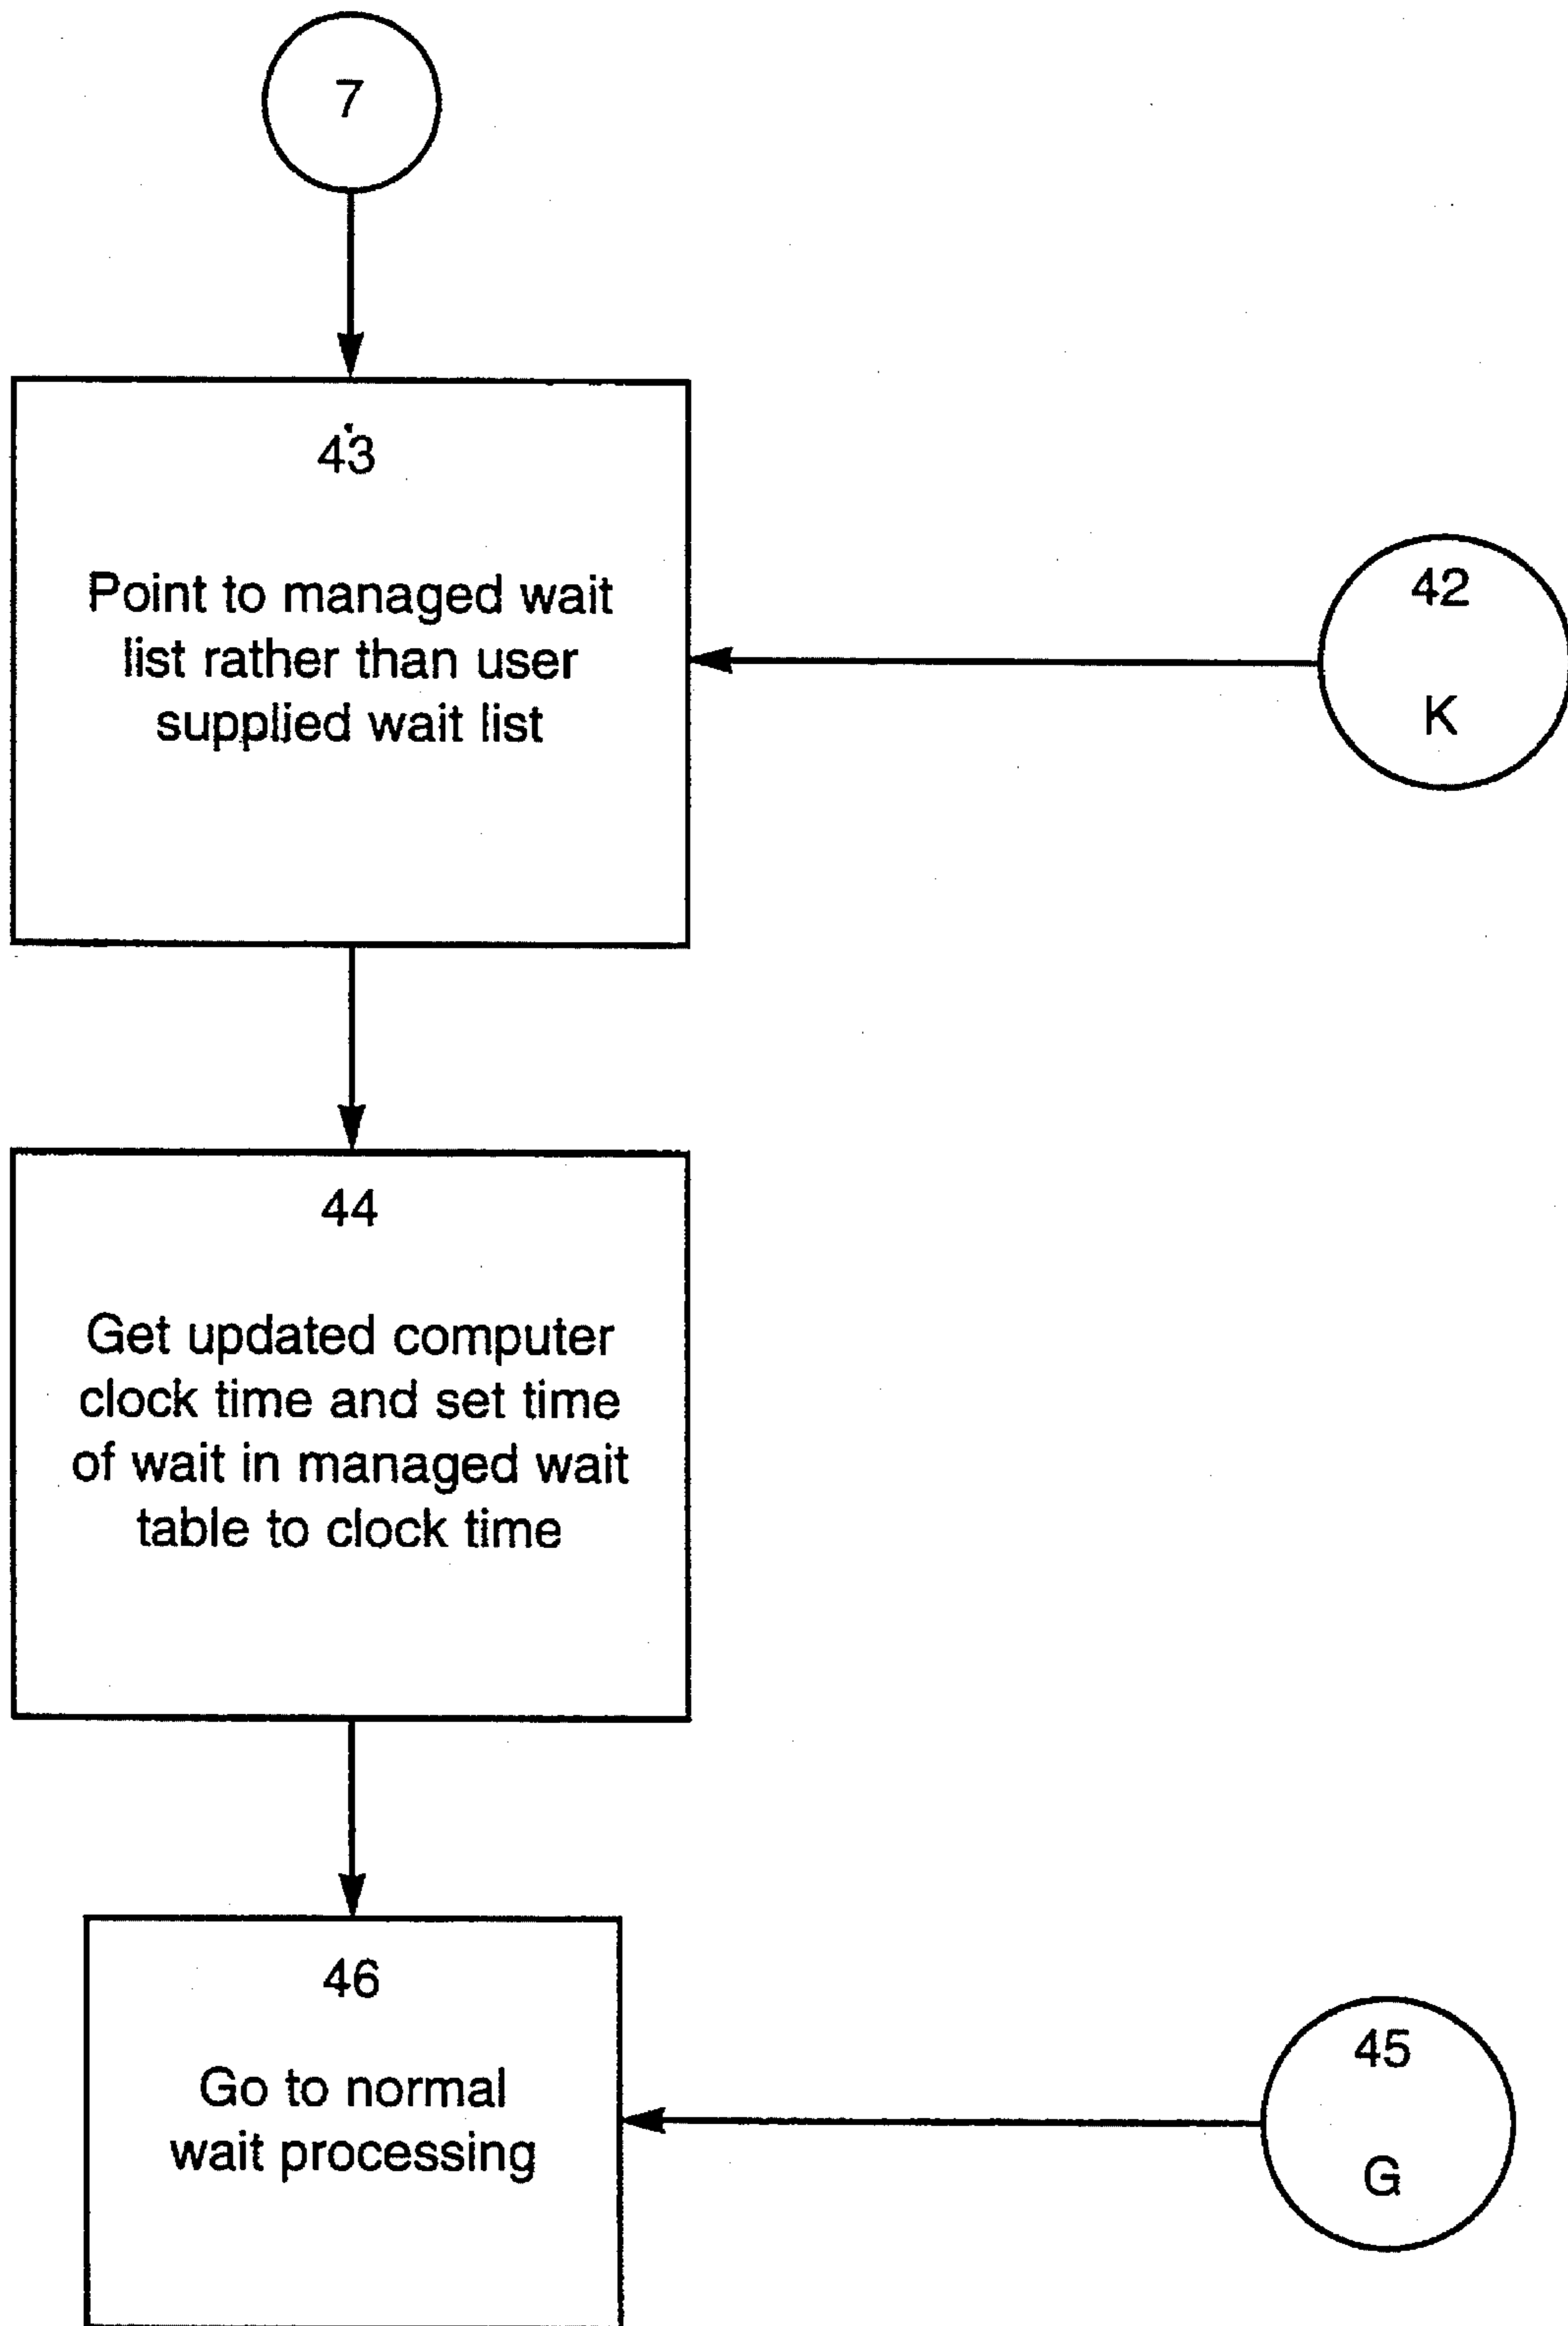 7
43
Point to managed wait
list rather than user
supplied wait list
42
K
44
Get updated computer
clock time and set time
of wait in managed wait
table to clock time
46
Go to normal
wait processing
45
G